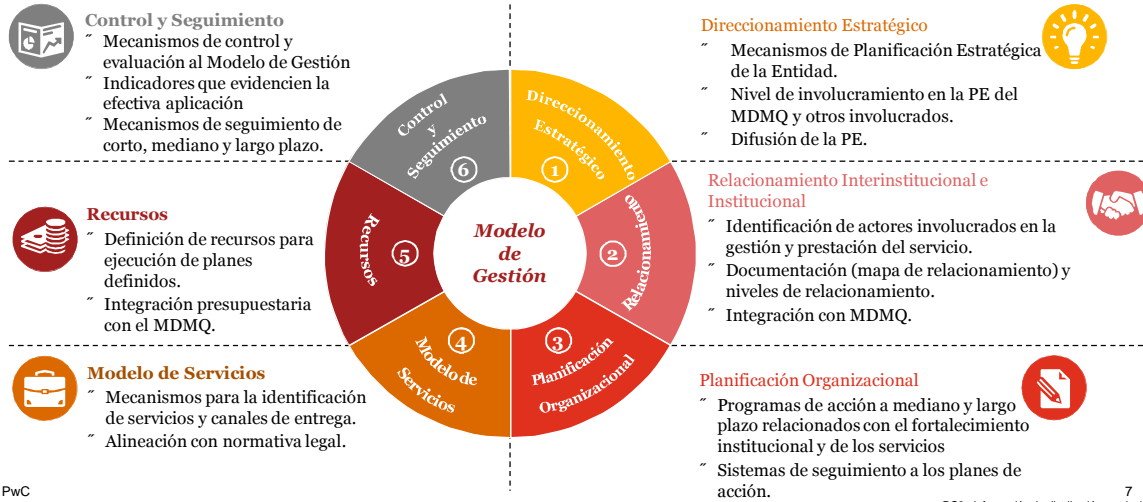 Control y Seguimiento
˝ Mecanismos de control y
evaluación al Modelo de Gestión
˝ Indicadores que evidencien la
efectiva aplicación
˝ Mecanismos de seguimiento de
corto, mediano y largo plazo.
Recursos
˝ Definición de recursos para
ejecución de planes
definidos.
˝ Integración presupuestaria
con el MDMQ.
Modelo de Servicios
˝ Mecanismos para la identificación
de servicios y canales de entrega.
˝ Alineación con normativa legal.
Control
y
Seguimiento
6
Direccionamiento
Estratégico
1
Recursos
5
Modelo
de
Gestión
2
Relacionamiento
4
Modelo de
Servicios
3
Planificación
Organizacional
Direccionamiento Estratégico
˝ Mecanismos de Planificación Estratégica
de la Entidad.
˝ Nivel de involucramiento en la PE del
MDMQ y otros involucrados.
˝ Difusión de la PE.
Relacionamiento Interinstitucional e
Institucional
˝ Identificación de actores involucrados en la
gestión y prestación del servicio.
˝ Documentación (mapa de relacionamiento) y
niveles de relacionamiento.
˝ Integración con MDMQ.
Planificación Organizacional
˝ Programas de acción a mediano y largo
plazo relacionados con el fortalecimiento
institucional y de los servicios
˝ Sistemas de seguimiento a los planes de
acción.
PwC
7